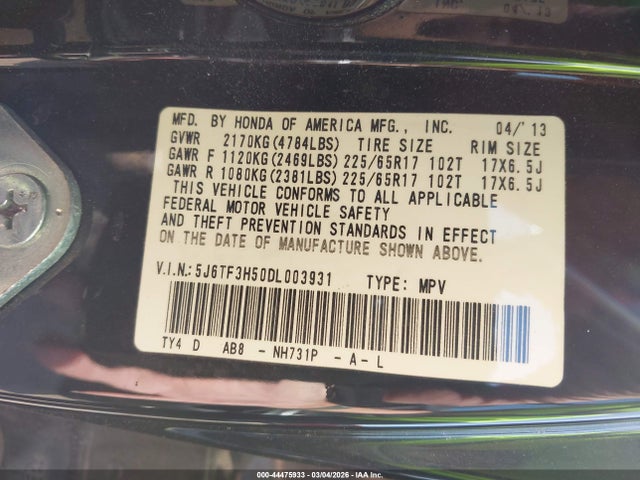 04/'13
MFD. BY HONDA OF AMERICA MFG., INC. 04/'13
GVWR 2170KG(4784LBS) TIRE SIZE RIM SIZE
GAWR F 1120KG(2469LBS) 225/65R17 102T 17X6.5J
GAWR R 1080KG(2381LBS) 225/65R17 102T 17X6.5J
THIS VEHICLE CONFORMS TO ALL APPLICABLE
FEDERAL MOTOR VEHICLE SAFETY
AND THEFT PREVENTION STANDARDS IN EFFECT
ON THE DATE OF MANUFACTURE SHOWN ABOVE.
V.I.N.:5J6TF3H50DL003931 TYPE: MPV
TY4 D AB8 - NH731P - A - L
000-44475933 - 03/04/2026 - IAA Inc.